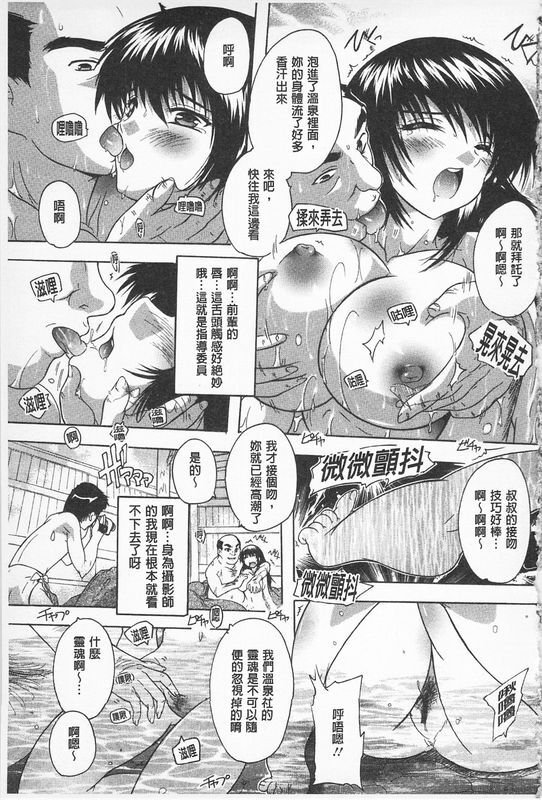 泡進了溫泉裡面，
妳的身體流了好多
香汗出來
來吧，
快往我這邊看
那就拜託了
啊～啊嗯～
揉來弄去
咕哩
咕哩
晃來晃去
呼啊
哩嚕嚕
哩嚕嚕
唔啊
滋哩
滋哩
滋嚕
啊啊…前輩的
唇…這舌頭觸感好絕妙
哦…這就是指導委員
叔叔的接吻
技巧好棒…
啊～啊啊～
微微顫抖
微微顫抖
我才接個吻，
妳就已經高潮了
是的～
啊
啊啊…身為攝影師
的我現在根本就看
不下去了呀
嗯
呼唔嗯!!
我們溫泉社的
靈魂是不可以隨
便的忽視掉的唷
滋哩
什麼
靈魂啊～…
啊嗯～
滋哩